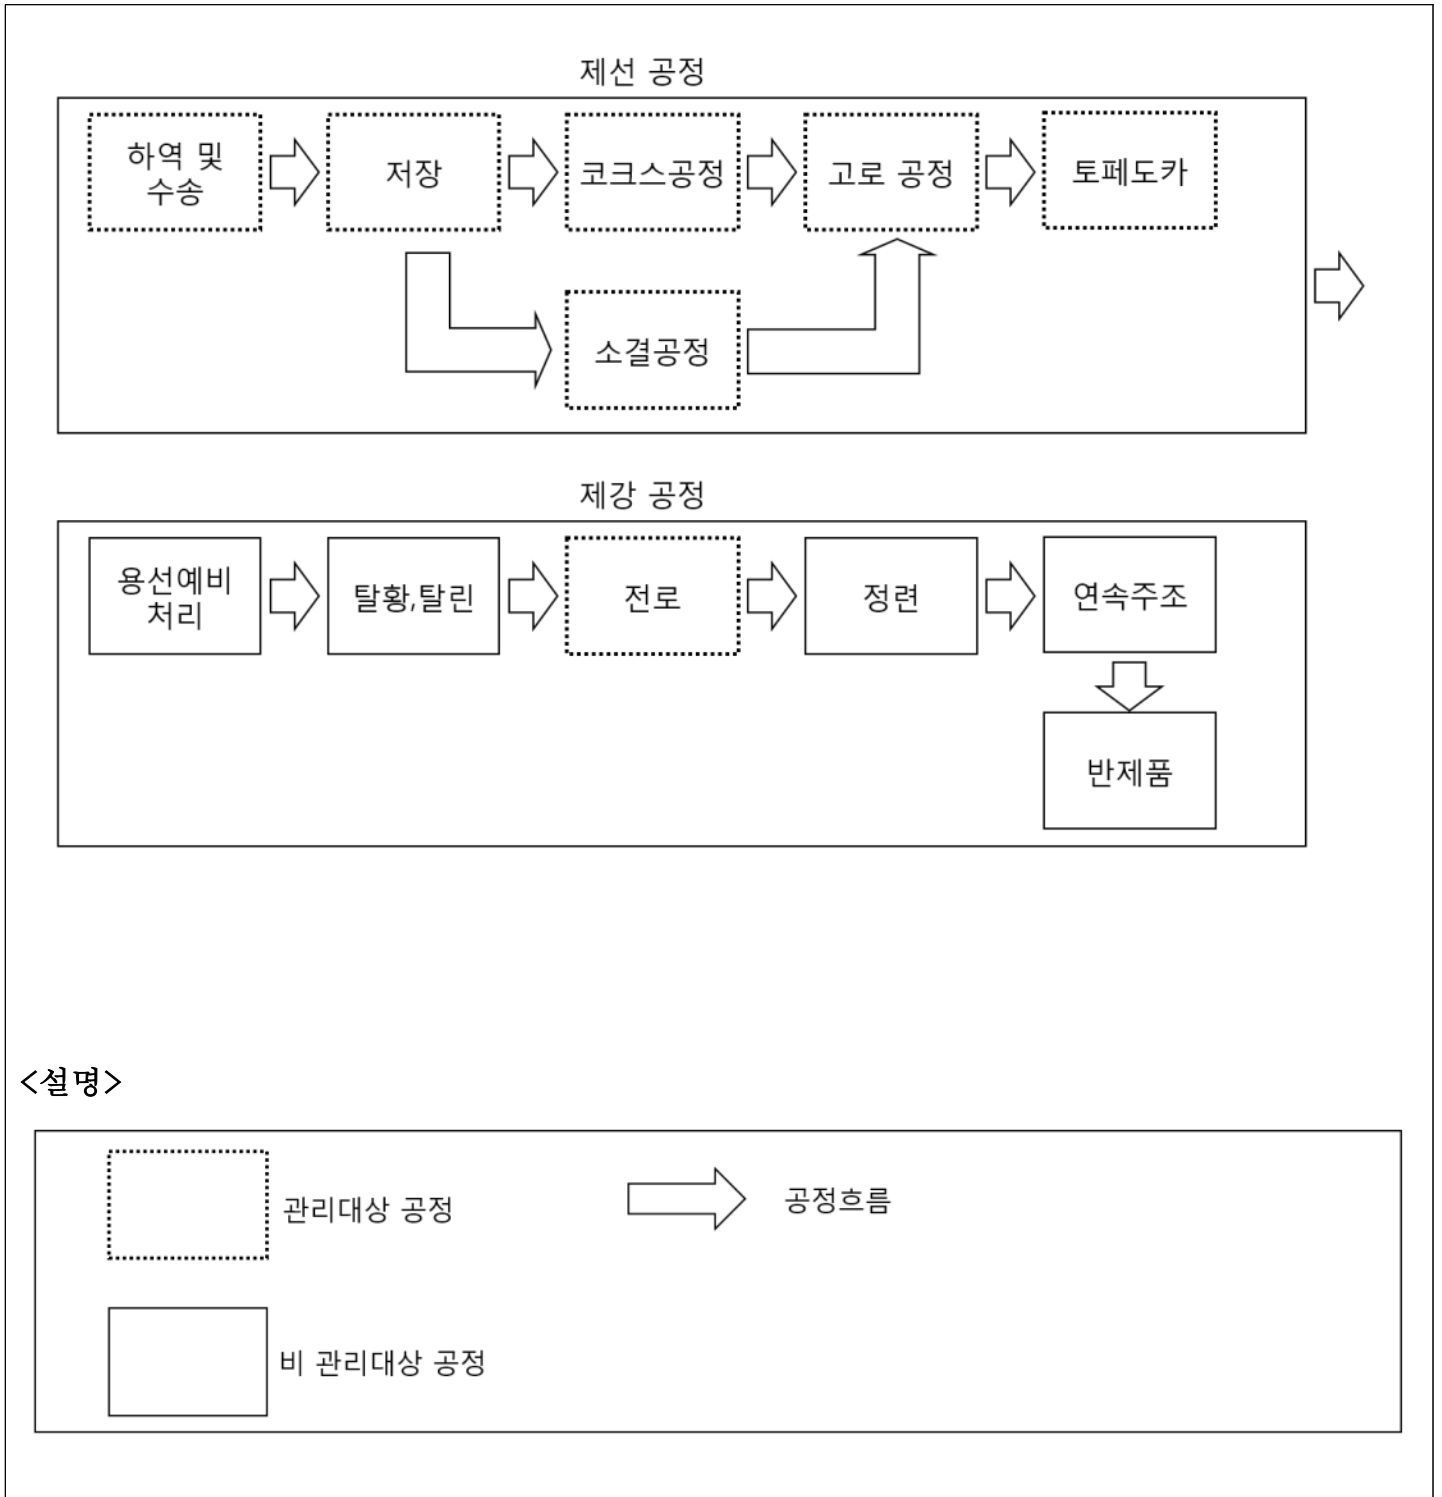 제선 공정
하역 및
수송
저장
코크스공정
고로 공정
토페도카
소결공정
제강 공정
용선예비
처리
탈황,탈린
전로
정련
연속주조
반제품
<설명>
관리대상 공정
공정흐름
비 관리대상 공정